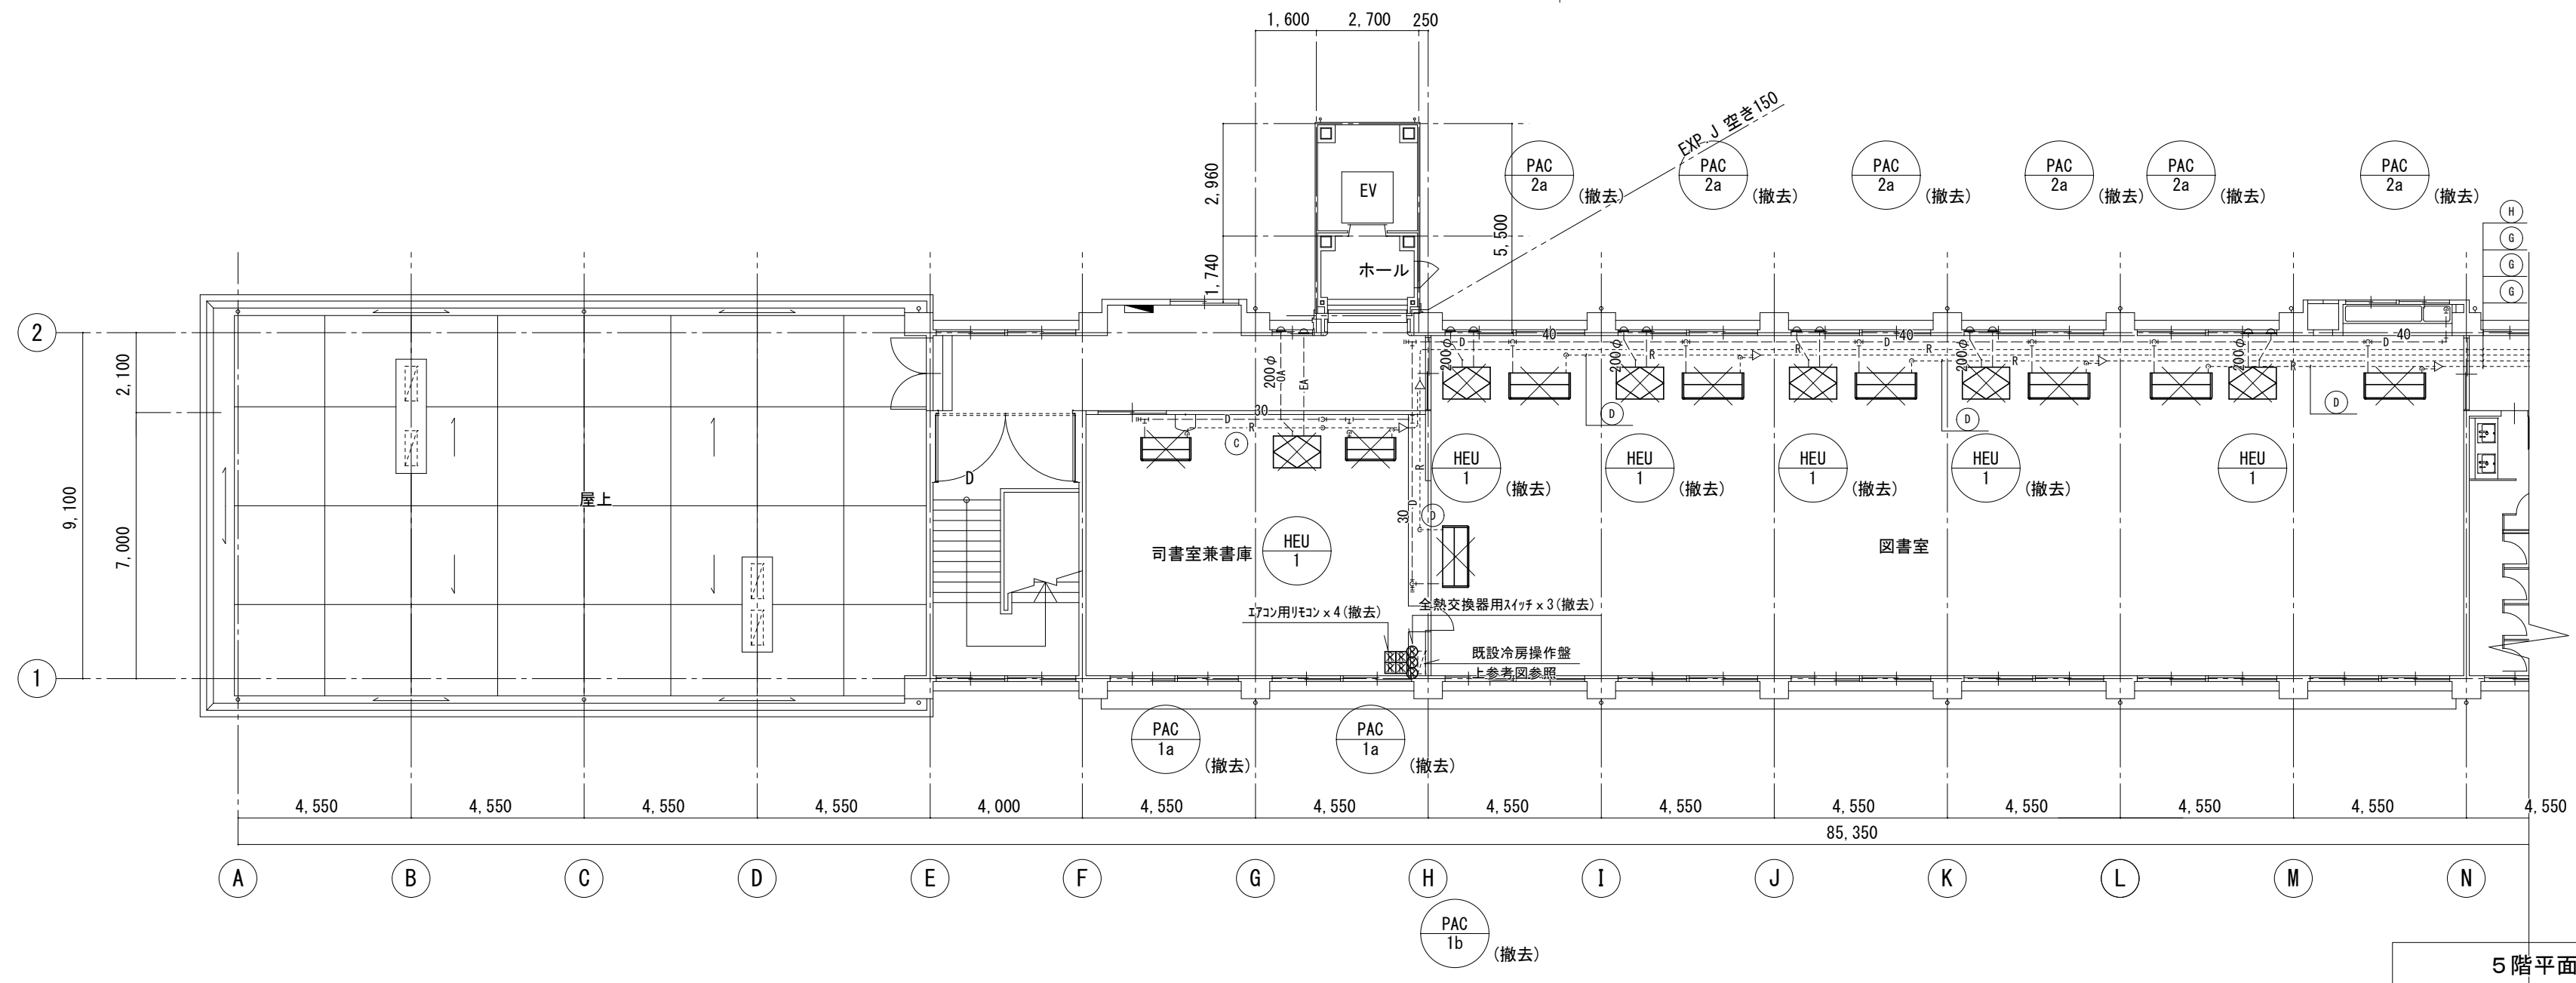 1,600 2,700 250
EXP.J 空き150
PAC PAC PAC PAC PAC PAC
2a 2a 2a 2a 2a 2a
(撤去) (撤去) (撤去) (撤去) (撤去) (撤去)
2,960
EV
5,500
H
G
G
G
1,740
ホール
2
2,100
200φ
OA
EA
200φ
D
40
200φ
R
R
D
40
200φ
R
200φ
D
40
R
30
D
R
C
D
D
D
HEU HEU HEU HEU HEU
1 1 1 1 1
(撤去) (撤去) (撤去) (撤去)
R
D
30
D
D
屋上
9,100
7,000
司書室兼書庫
HEU
1
図書室
エアコン用リモコンx4(撤去)
全熱交換器用スイッチx3(撤去)
既設冷房操作盤
上参考図参照
1
PAC PAC
1a 1a
(撤去) (撤去)
4,550 4,550 4,550 4,550 4,000 4,550 4,550 4,550 4,550 4,550 4,550 4,550 4,550 4,550
85,350
A B C D E F G H I J K L M N
PAC
1b
(撤去)
5階平面